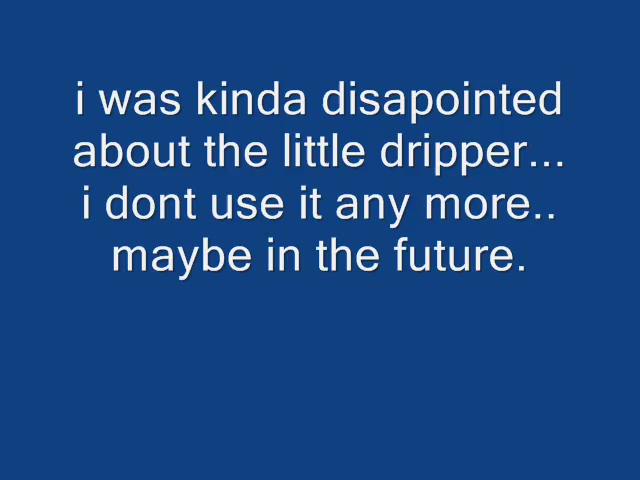 i was kinda disapointed
about the little dripper...
i dont use it any more..
maybe in the future.